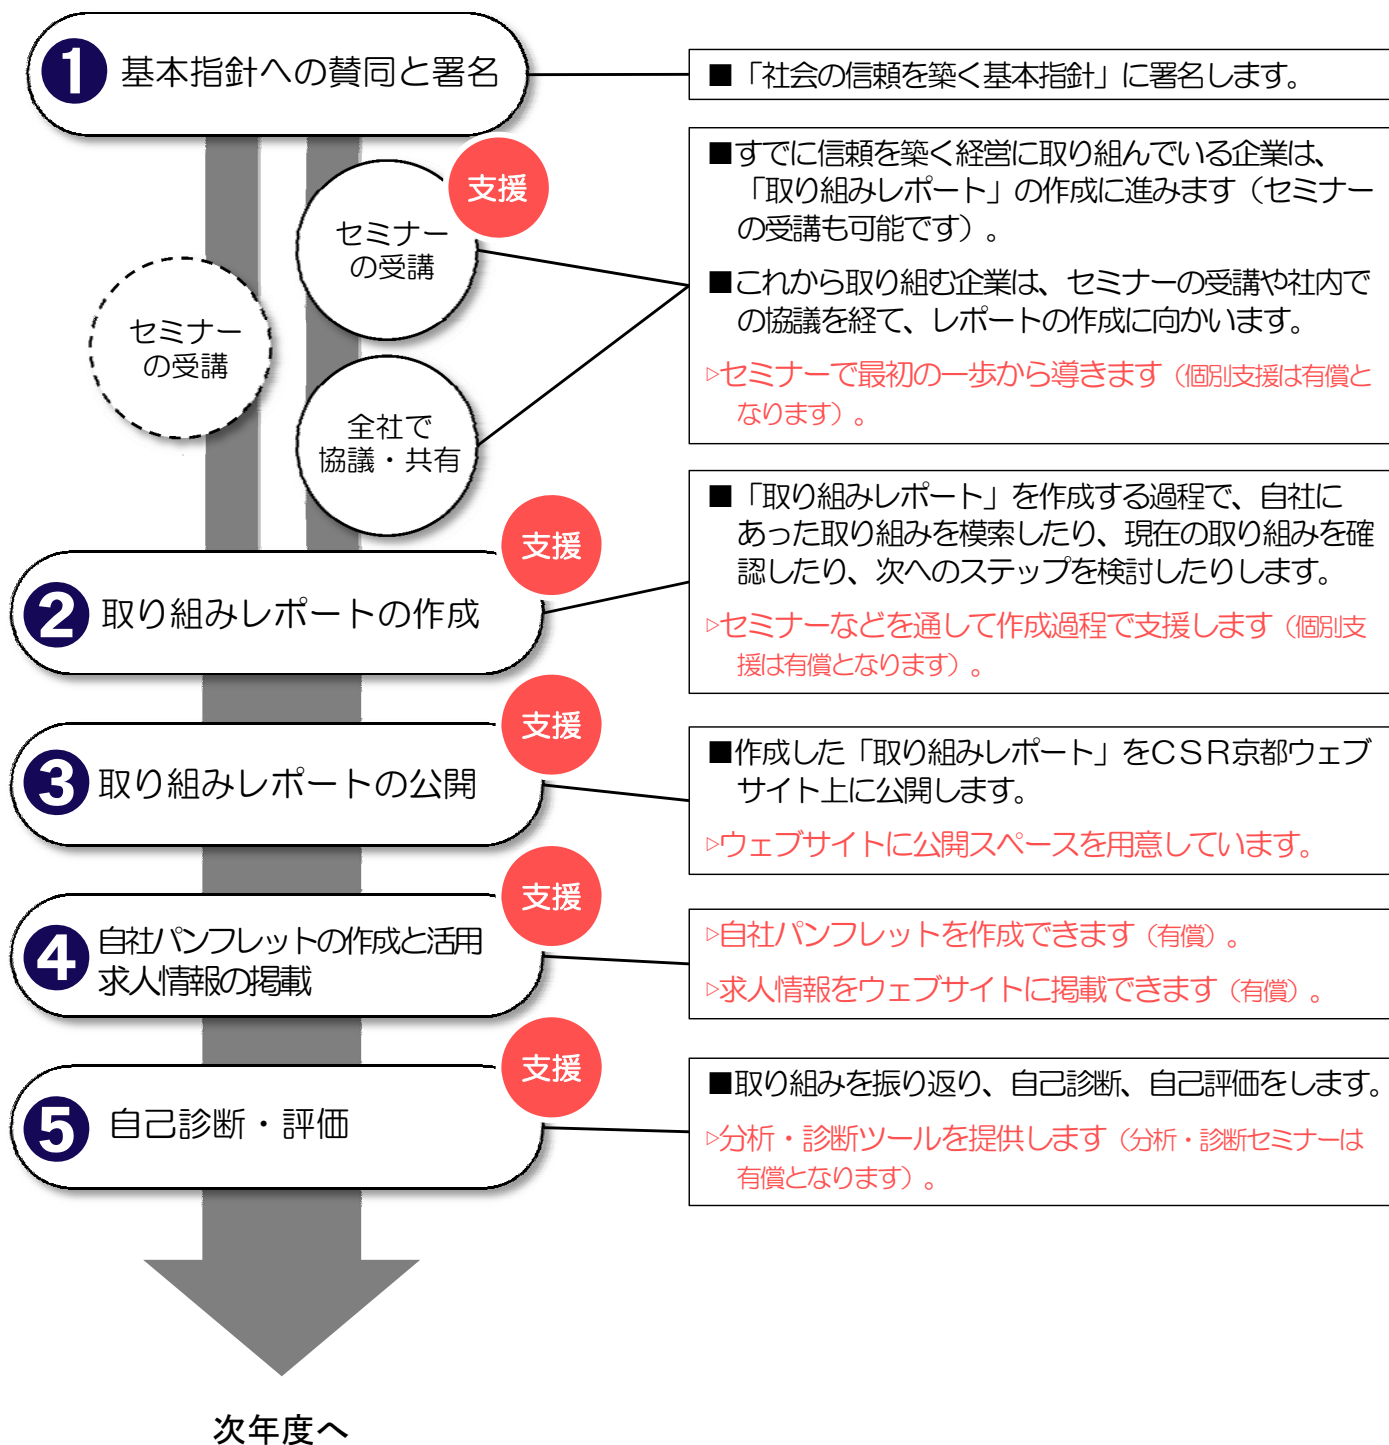 1 基本指針への賛同と署名
■「社会の信頼を築く基本指針」に署名します。
支援
セミナー
の受講
セミナー
の受講
全社で
協議・共有
■すでに信頼を築く経営に取り組んでいる企業は、
「取り組みレポート」の作成に進みます（セミナー
の受講も可能です）。
■これから取り組む企業は、セミナーの受講や社内で
の協議を経て、レポートの作成に向かいます。
▷セミナーで最初の一歩から導きます（個別支援は有償と
なります）。
支援
2 取り組みレポートの作成
■「取り組みレポート」を作成する過程で、自社に
あった取り組みを模索したり、現在の取り組みを確
認したり、次へのステップを検討したりします。
▷セミナーなどを通して作成過程で支援します（個別支
援は有償となります）。
支援
3 取り組みレポートの公開
■作成した「取り組みレポート」をCSR京都ウェブ
サイト上に公開します。
▷ウェブサイトに公開スペースを用意しています。
支援
4 自社パンフレットの作成と活用
求人情報の掲載
▷自社パンフレットを作成できます（有償）。
▷求人情報をウェブサイトに掲載できます（有償）。
支援
5 自己診断・評価
■取り組みを振り返り、自己診断、自己評価をします。
▷分析・診断ツールを提供します（分析・診断セミナーは
有償となります）。
次年度へ